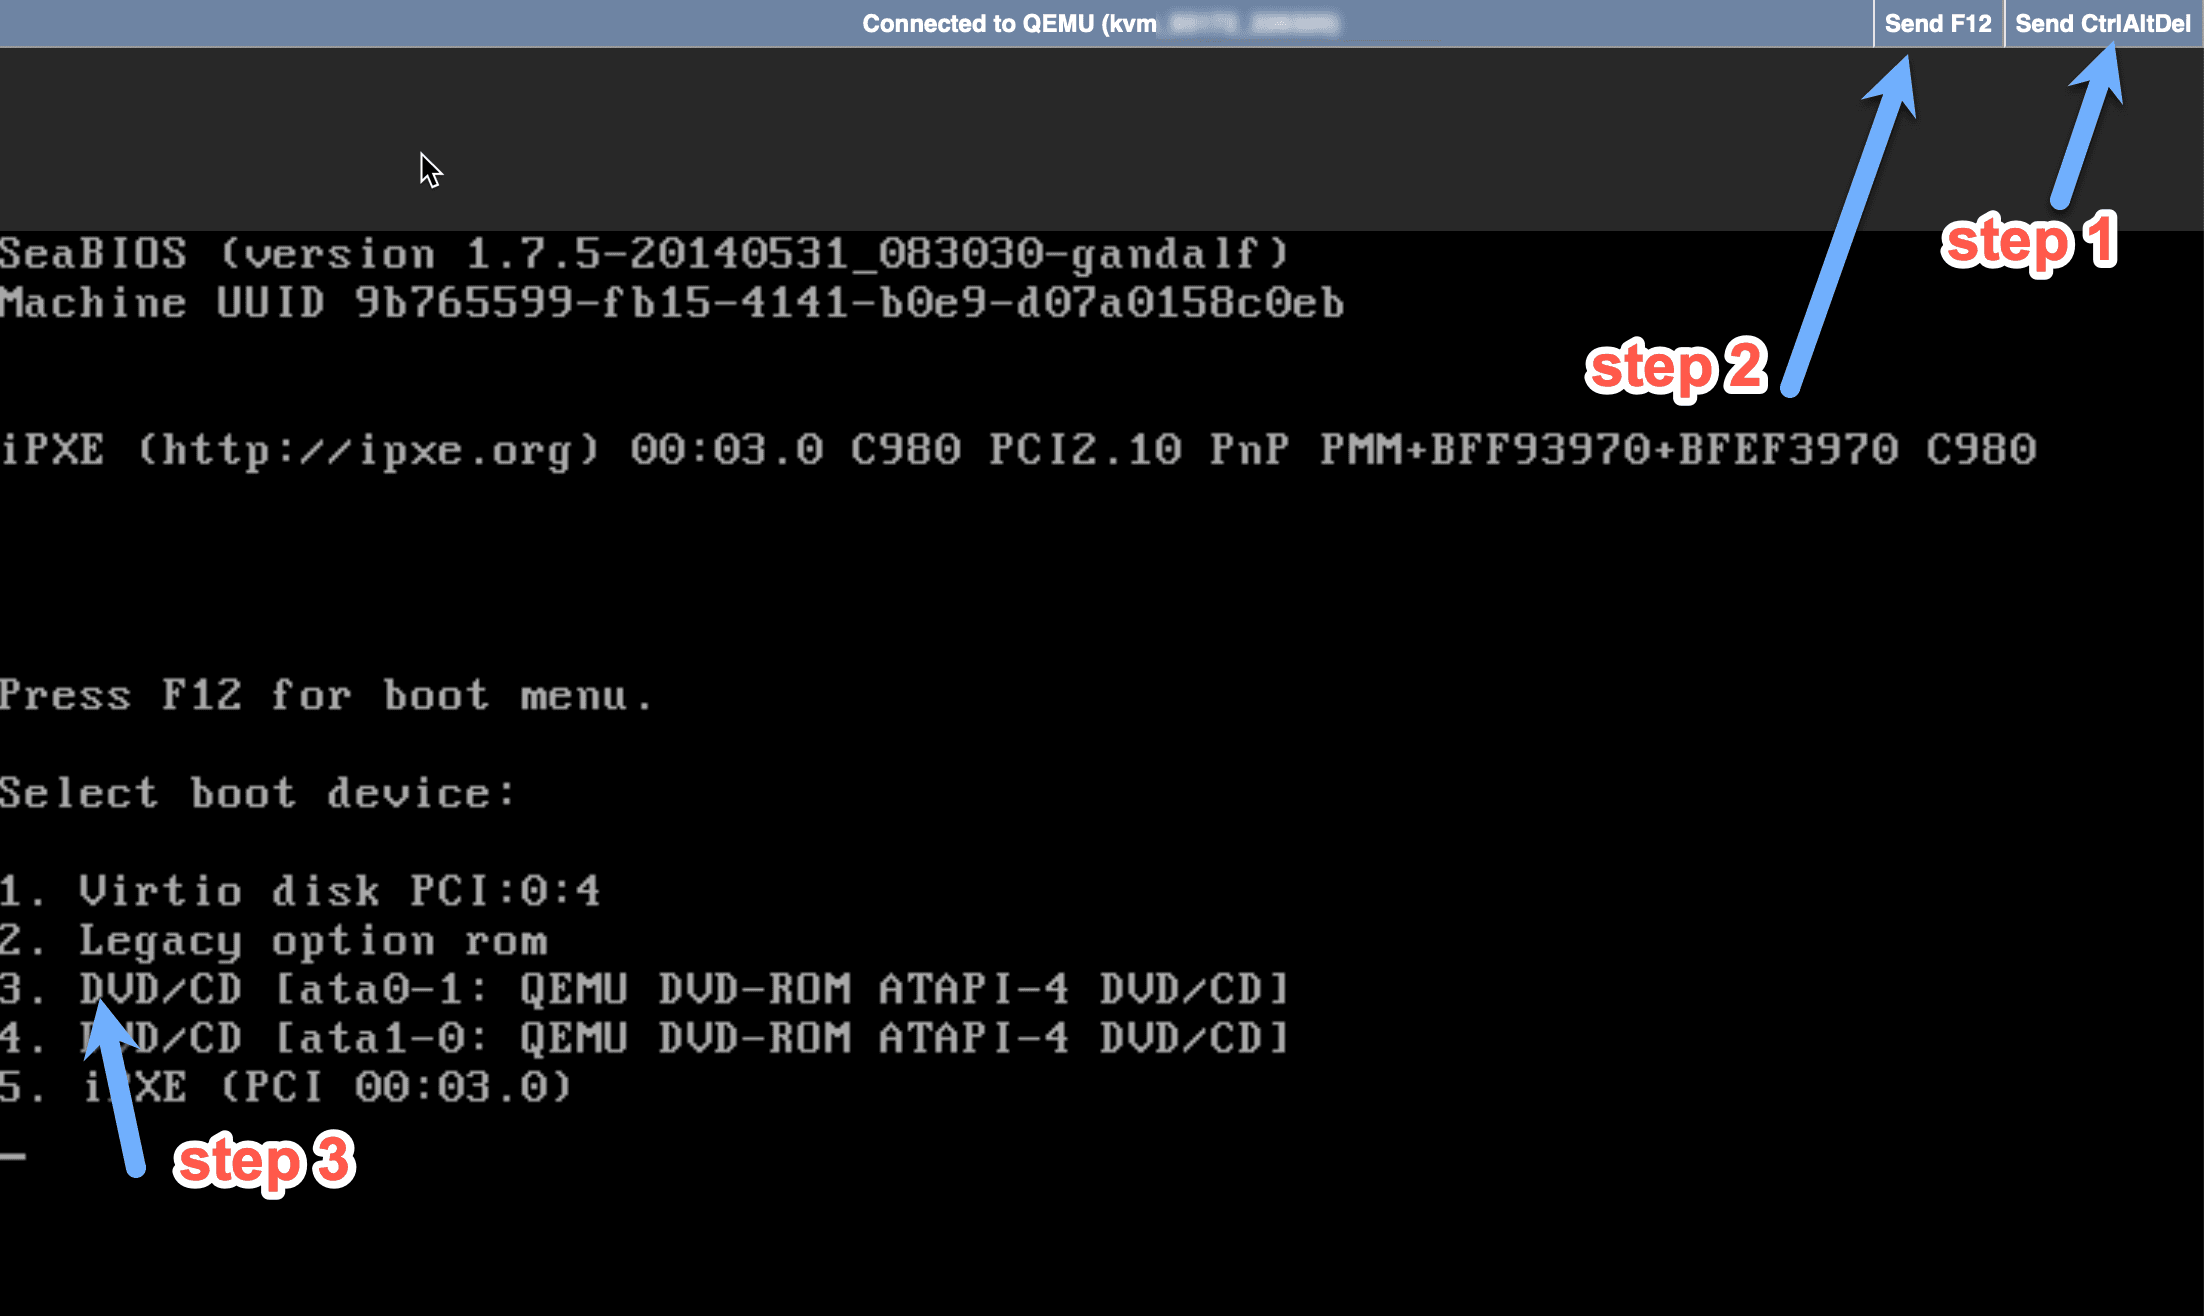 Connected to QEMU (kvm
Send F12
Send CtrlAltDel
step 1
step 2
SeaBIOS (version 1.7.5-20140531_083030-gandalf)
Machine UUID 9b765599-fb15-4141-b0e9-d07a0158c0eb
iPXE (http://ipxe.org) 00:03.0 C980 PCI2.10 PnP PMM+BFF93970+BFEF3970 C980
Press F12 for boot menu.
Select boot device:
1. Virtio disk PCI:0:4
2. Legacy option rom
3. DVD/CD [ata0-1: QEMU DVD-ROM ATAPI-4 DVD/CD]
4. DVD/CD [ata1-0: QEMU DVD-ROM ATAPI-4 DVD/CD]
5. iPXE (PCI 00:03.0)
step 3